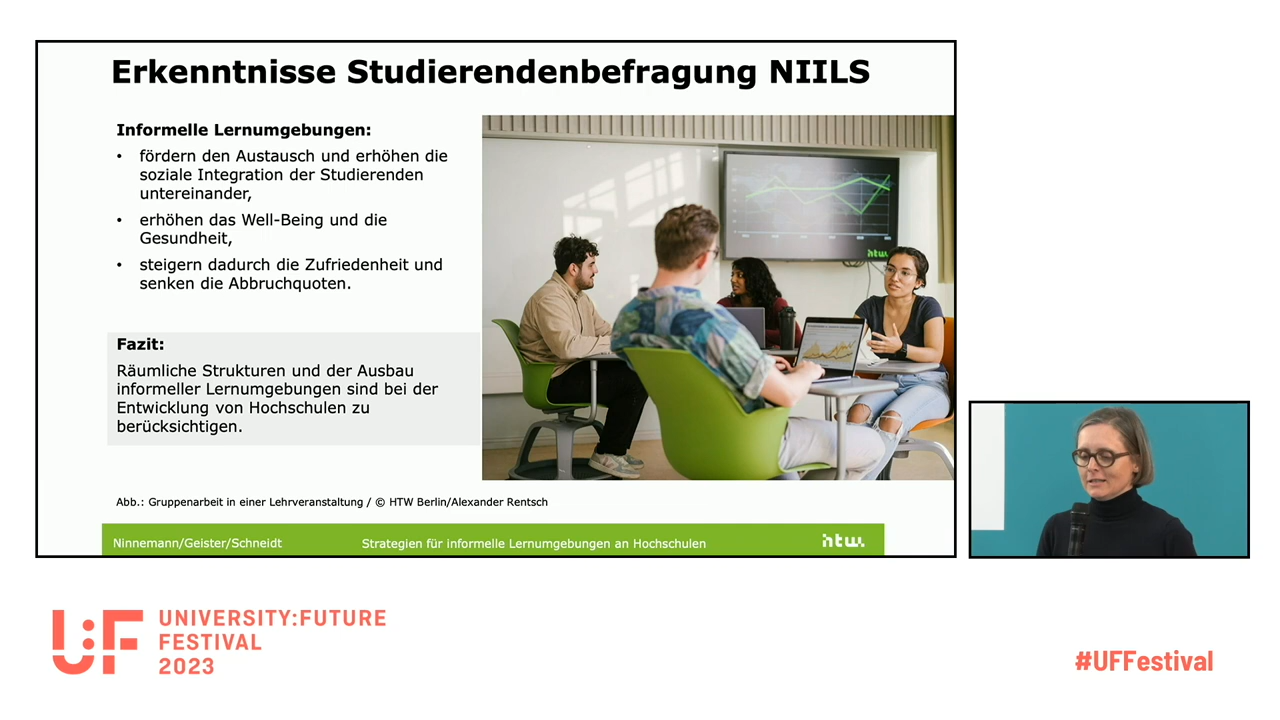 Erkenntnisse Studierendenbefragung NIILS
Informelle Lernumgebungen:
• fördern den Austausch und erhöhen die
soziale Integration der Studierenden
untereinander,
• erhöhen das Well-Being und die
Gesundheit,
• steigern dadurch die Zufriedenheit und
senken die Abbruchquoten.
Fazit:
Räumliche Strukturen und der Ausbau
informeller Lernumgebungen sind bei der
Entwicklung von Hochschulen zu
berücksichtigen.
htw.
Abb.: Gruppenarbeit in einer Lehrveranstaltung / © HTW Berlin/Alexander Rentsch
Ninnemann/Geister/Schneidt
Strategien für informelle Lernumgebungen an Hochschulen
htw.
U:F
UNIVERSITY:FUTURE
FESTIVAL
2023
#UFFestival